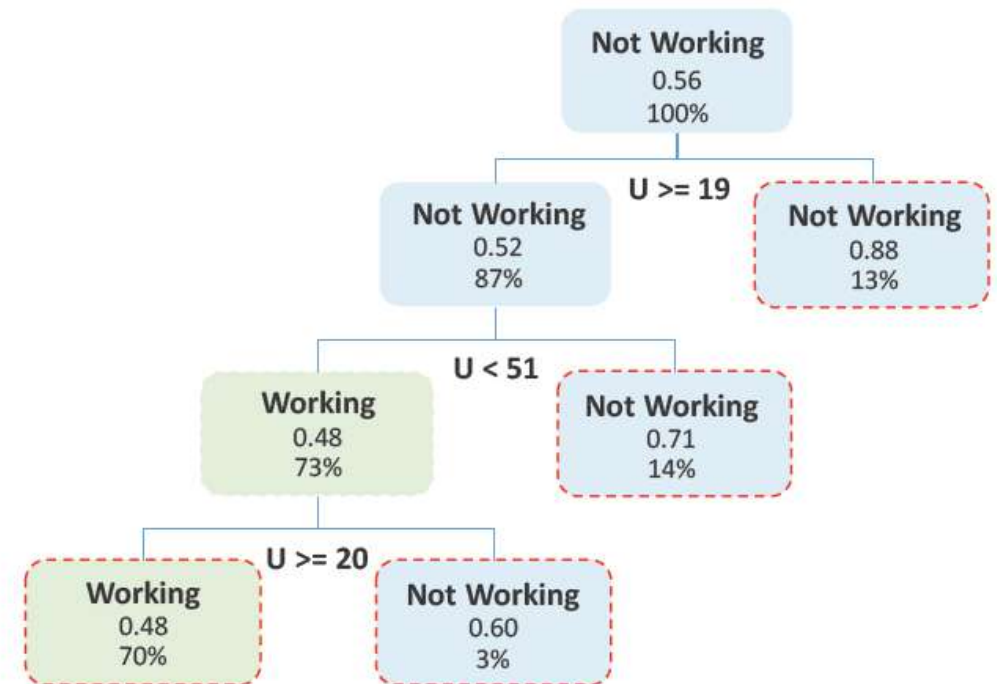 Not Working
0.56
100%
U >= 19
Not Working
0.52
87%
Not Working
0.88
13%
U < 51
Working
0.48
73%
Not Working
0.71
14%
U >= 20
Working
0.48
70%
Not Working
0.60
3%